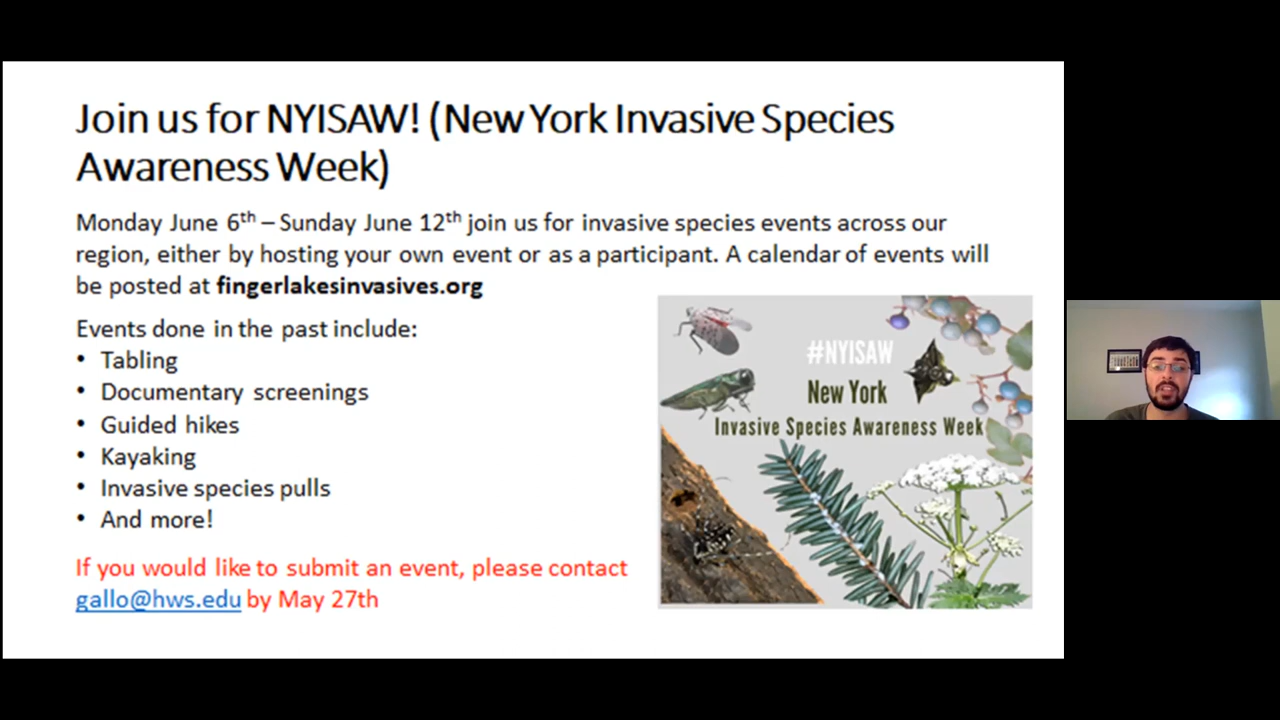 Join us for NYISAW! (New York Invasive Species
Awareness Week)
Monday June 6th – Sunday June 12th join us for invasive species events across our
region, either by hosting your own event or as a participant. A calendar of events will
be posted at fingerlakesinvasives.org
Events done in the past include:
• Tabling
• Documentary screenings
• Guided hikes
• Kayaking
• Invasive species pulls
• And more!
If you would like to submit an event, please contact
gallo@hws.edu by May 27th
#NYISAW
New York
Invasive Species Awareness Week